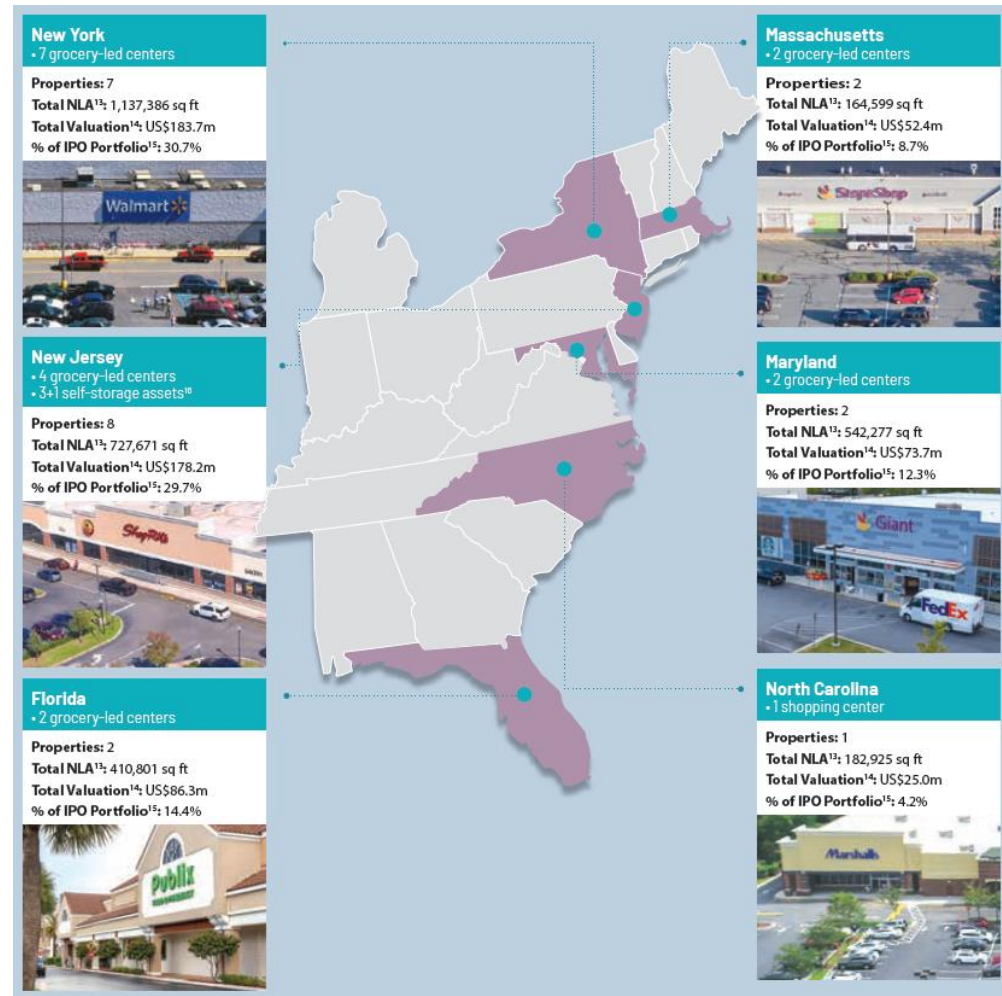 New York
• 7 grocery-led centers
Properties: 7
Total NLA¹³: 1,137,386 sq ft
Total Valuation¹⁴: US$183.7m
% of IPO Portfolio¹⁵: 30.7%
Walmart
New Jersey
• 4 grocery-led centers
• 3+1 self-storage assets¹⁶
Properties: 8
Total NLA¹³: 727,671 sq ft
Total Valuation¹⁴: US$178.2m
% of IPO Portfolio¹⁵: 29.7%
ShopRite
Florida
• 2 grocery-led centers
Properties: 2
Total NLA¹³: 410,801 sq ft
Total Valuation¹⁴: US$86.3m
% of IPO Portfolio¹⁵: 14.4%
Publix
Massachusetts
• 2 grocery-led centers
Properties: 2
Total NLA¹³: 164,599 sq ft
Total Valuation¹⁴: US$52.4m
% of IPO Portfolio¹⁵: 8.7%
Stop&Shop
Maryland
• 2 grocery-led centers
Properties: 2
Total NLA¹³: 542,277 sq ft
Total Valuation¹⁴: US$73.7m
% of IPO Portfolio¹⁵: 12.3%
Giant
FedEx
North Carolina
• 1 shopping center
Properties: 1
Total NLA¹³: 182,925 sq ft
Total Valuation¹⁴: US$25.0m
% of IPO Portfolio¹⁵: 4.2%
Marshalls